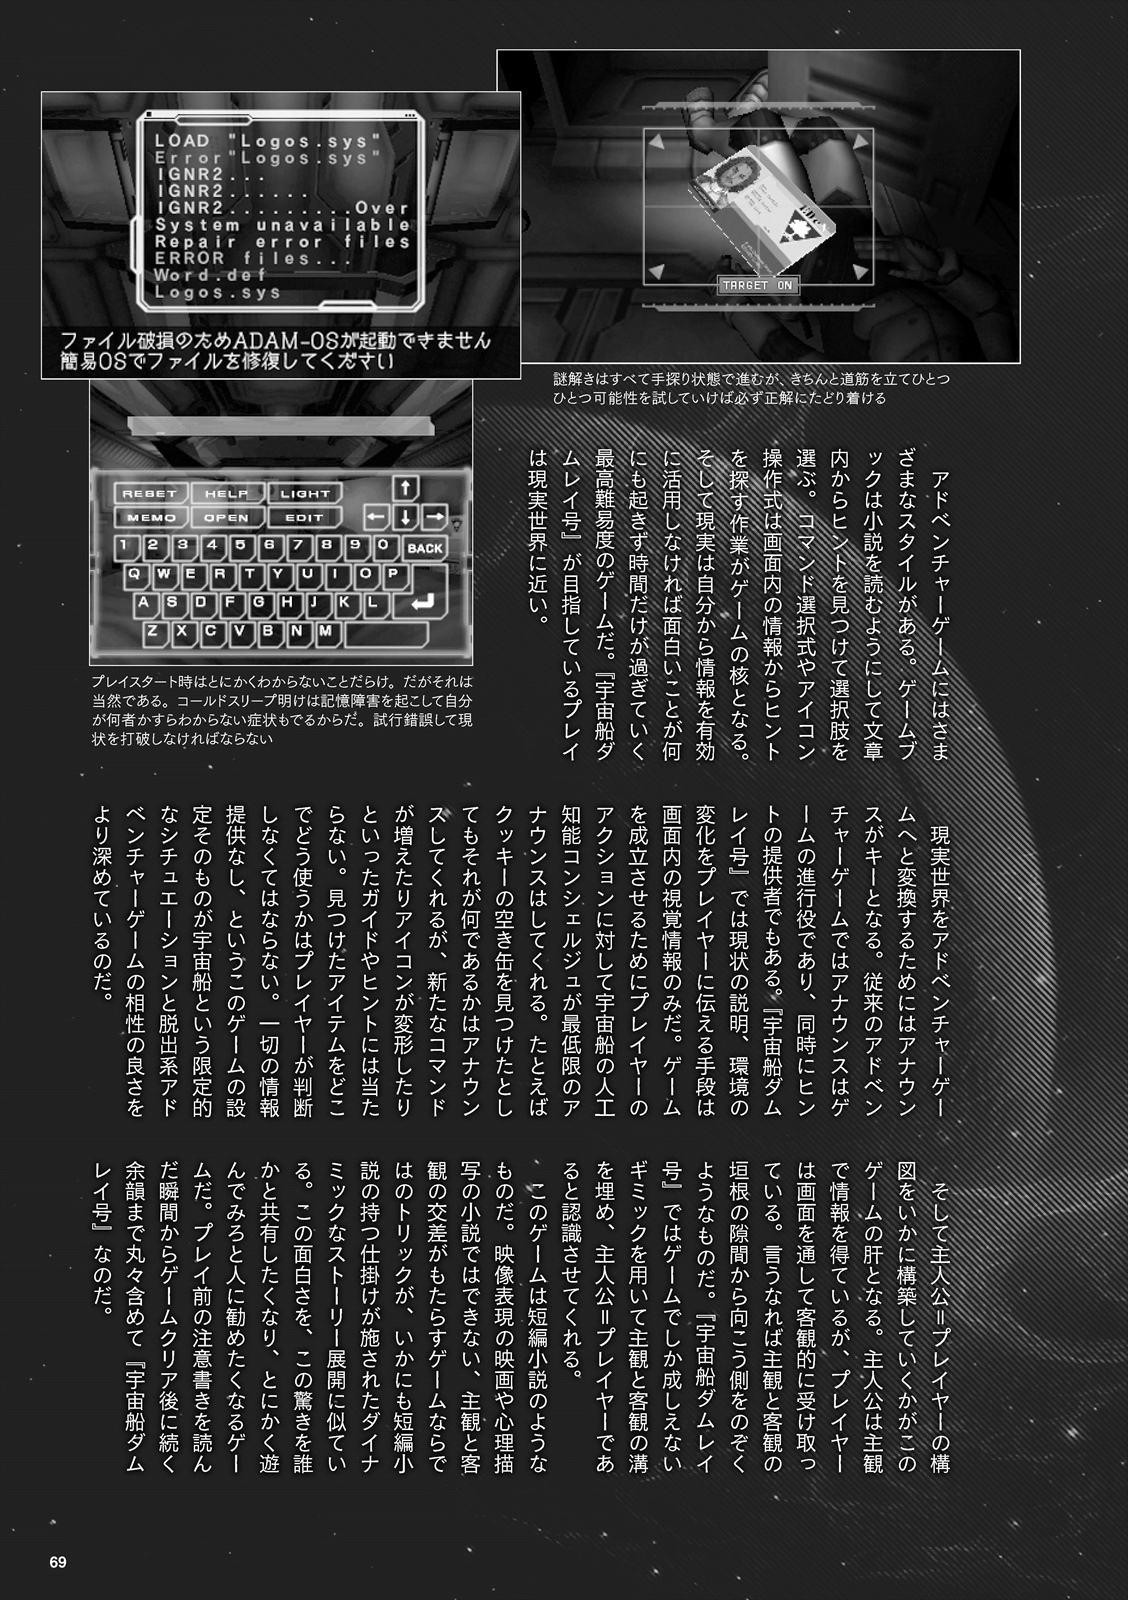 LOAD "Logos.sys"
Error"Logos.sys"
IGNR2...
IGNR2......
IGNR2.........Over
System unavailable
Repair error files
ERROR files...
Word.def
Logos.sys
ファイル破損のためADAM-OSが起動できません
簡易OSでファイルを修復してください
TARGET ON
謎解きはすべて手探り状態で進むが、きちんと道筋を立てひとつ
ひとつ可能性を試していけば必ず正解にたどり着ける
RESET HELP LIGHT ↑
MEMO OPEN EDIT ← ↓ →
1 2 3 4 5 6 7 8 9 0 BACK
Q W E R T Y U I O P
A S D F G H J K L
Z X C V B N M
プレイスタート時はとにかくわからないことだらけ。だがそれは
当然である。コールドスリープ明けは記憶障害を起こして自分
が何者かすらわからない症状もでるからだ。試行錯誤して現
状を打破しなければならない
アドベンチャーゲームにはさま
ざまなスタイルがある。ゲームブ
ックは小説を読むようにして文章
内からヒントを見つけて選択肢を
選ぶ。コマンド選択式やアイコン
操作式は画面内の情報からヒント
を探す作業がゲームの核となる。
そして現実は自分から情報を有効
に活用しなければ面白いことが何
にも起きず時間だけが過ぎていく
最高難易度のゲームだ。『宇宙船ダ
ムレイ号』が目指しているプレイ
は現実世界に近い。
現実世界をアドベンチャーゲー
ムへと変換するためにはアナウン
スがキーとなる。従来のアドベン
チャーゲームではアナウンスはゲ
ームの進行役であり、同時にヒン
トの提供者でもある。『宇宙船ダム
レイ号』では現状の説明、環境の
変化をプレイヤーに伝える手段は
画面内の視覚情報のみだ。ゲーム
を成立させるためにプレイヤーの
アクションに対して宇宙船の人工
知能コンシェルジュが最低限のア
ナウンスはしてくれる。たとえば
クッキーの空き缶を見つけたとし
てもそれが何であるかはアナウン
スしてくれるが、新たなコマンド
が増えたりアイコンが変形したり
といったガイドやヒントには当た
らない。見つけたアイテムをどこ
でどう使うかはプレイヤーが判断
しなくてはならない。一切の情報
提供なし、というこのゲームの設
定そのものが宇宙船という限定的
なシチュエーションと脱出系アド
ベンチャーゲームの相性の良さを
より深めているのだ。
そして主人公＝プレイヤーの構
図をいかに構築していくかがこの
ゲームの肝となる。主人公は主観
で情報を得ているが、プレイヤー
は画面を通して客観的に受け取っ
ている。言うなれば主観と客観の
垣根の隙間から向こう側をのぞく
ようなものだ。『宇宙船ダムレイ
号』ではゲームでしか成しえない
ギミックを用いて主観と客観の溝
を埋め、主人公＝プレイヤーであ
ると認識させてくれる。
このゲームは短編小説のような
ものだ。映像表現の映画や心理描
写の小説ではできない、主観と客
観の交差がもたらすゲームならで
はのトリックが、いかにも短編小
説の持つ仕掛けが施されたダイナ
ミックなストーリー展開に似てい
る。この面白さを、この驚きを誰
かと共有したくなり、とにかく遊
んでみろと人に勧めたくなるゲー
ムだ。プレイ前の注意書きを読ん
だ瞬間からゲームクリア後に続く
余韻まで丸々含めて『宇宙船ダム
レイ号』なのだ。
69